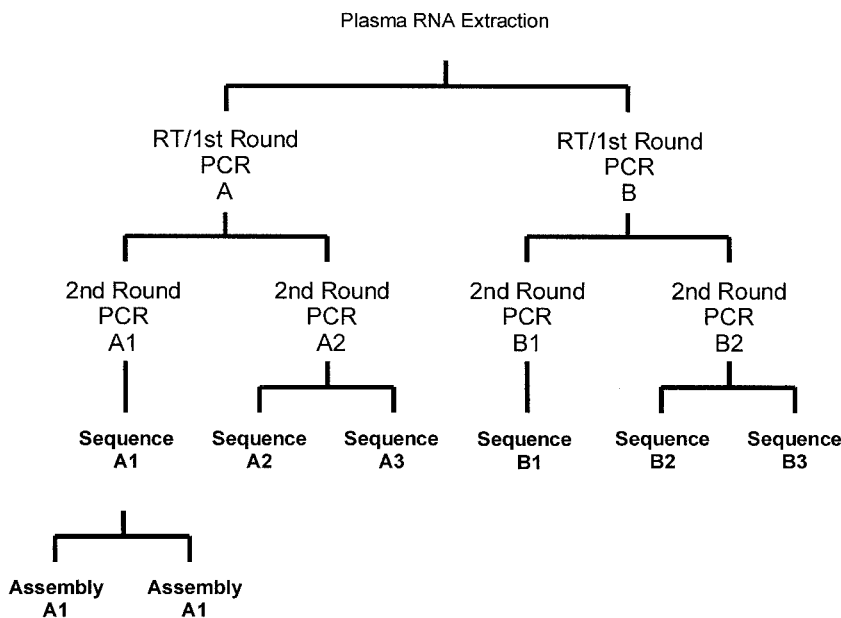 Plasma RNA Extraction
RT/1st Round
PCR
A
RT/1st Round
PCR
B
2nd Round
PCR
A1
2nd Round
PCR
A2
2nd Round
PCR
B1
2nd Round
PCR
B2
Sequence
A1
Sequence
A2
Sequence
A3
Sequence
B1
Sequence
B2
Sequence
B3
Assembly
A1
Assembly
A1